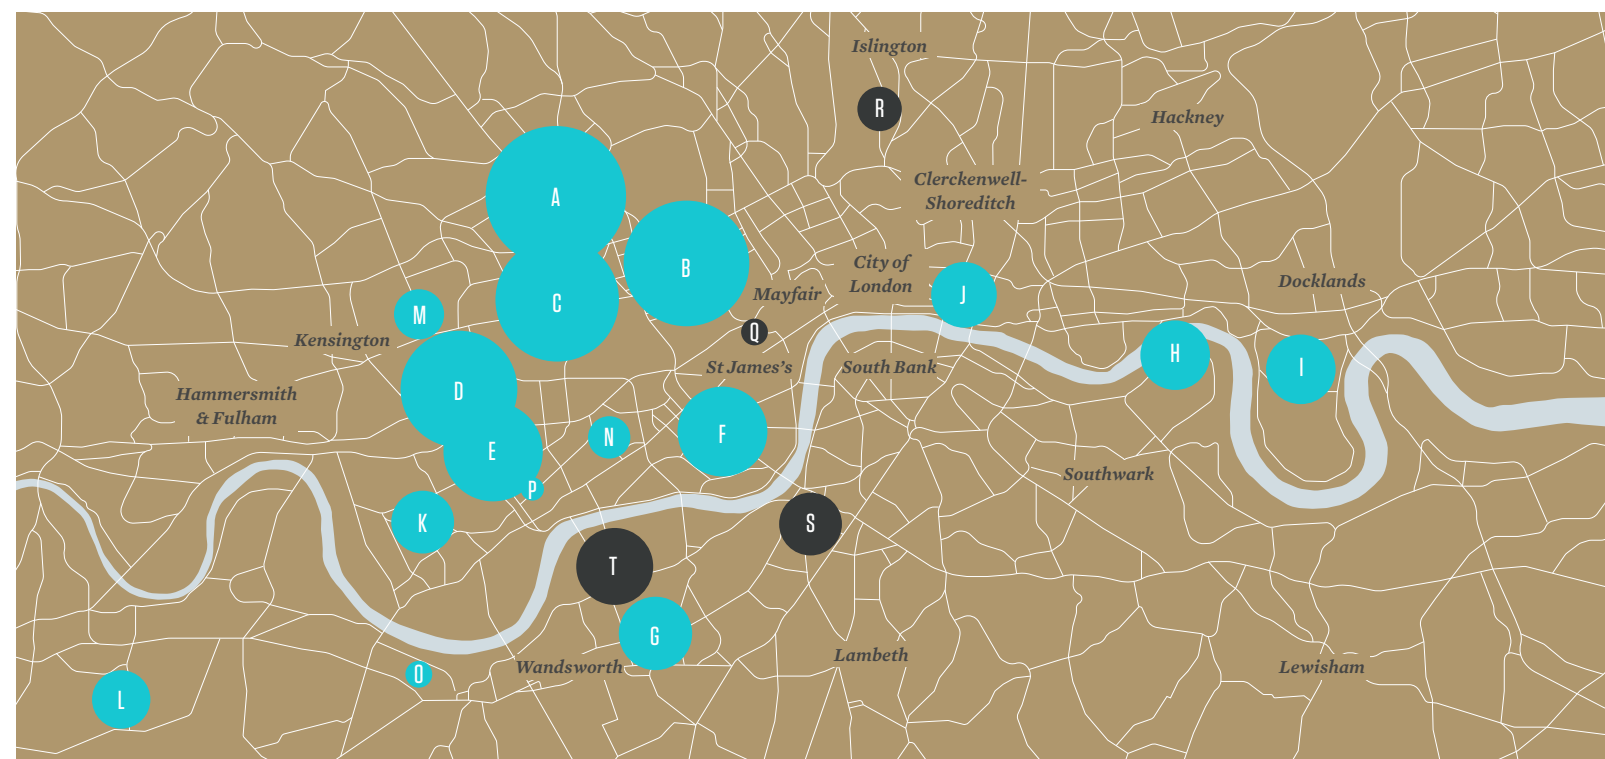 Islington
R
Hackney
A
Clerckenwell-
Shoreditch
B
City of
London
Docklands
Mayfair
J
C
M
Q
Kensington
H
St James's
South Bank
I
D
Hammersmith
& Fulham
F
N
E
Southwark
P
K
S
T
G
Lambeth
Wandsworth
Lewisham
O
L